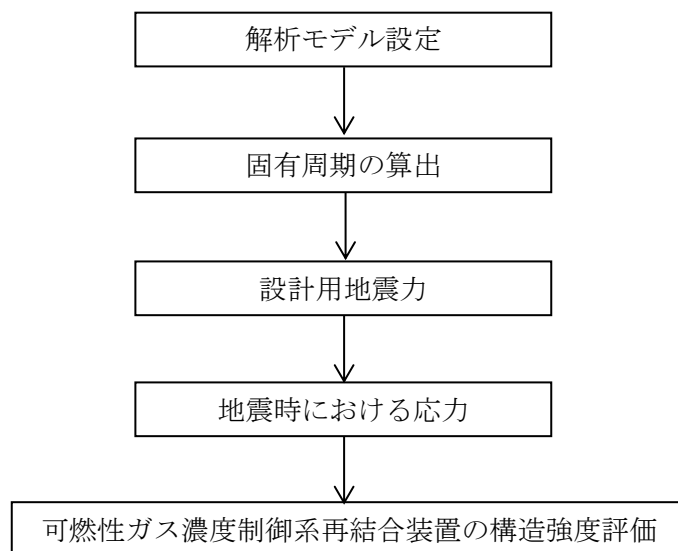 解析モデル設定
固有周期の算出
設計用地震力
地震時における応力
可燃性ガス濃度制御系再結合装置の構造強度評価